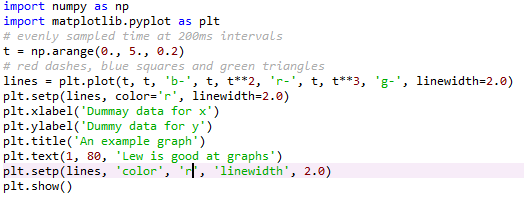 import numpy as np
import matplotlib.pyplot as plt
# evenly sampled time at 200ms intervals
t = np.arange(0., 5., 0.2)
# red dashes, blue squares and green triangles
lines = plt.plot(t, t, 'b-', t, t**2, 'r-', t, t**3, 'g-', linewidth=2.0)
plt.setp(lines, color='r', linewidth=2.0)
plt.xlabel('Dummay data for x')
plt.ylabel('Dummy data for y')
plt.title('An example graph')
plt.text(1, 80, 'Lew is good at graphs')
plt.setp(lines, 'color', 'r', 'linewidth', 2.0)
plt.show()